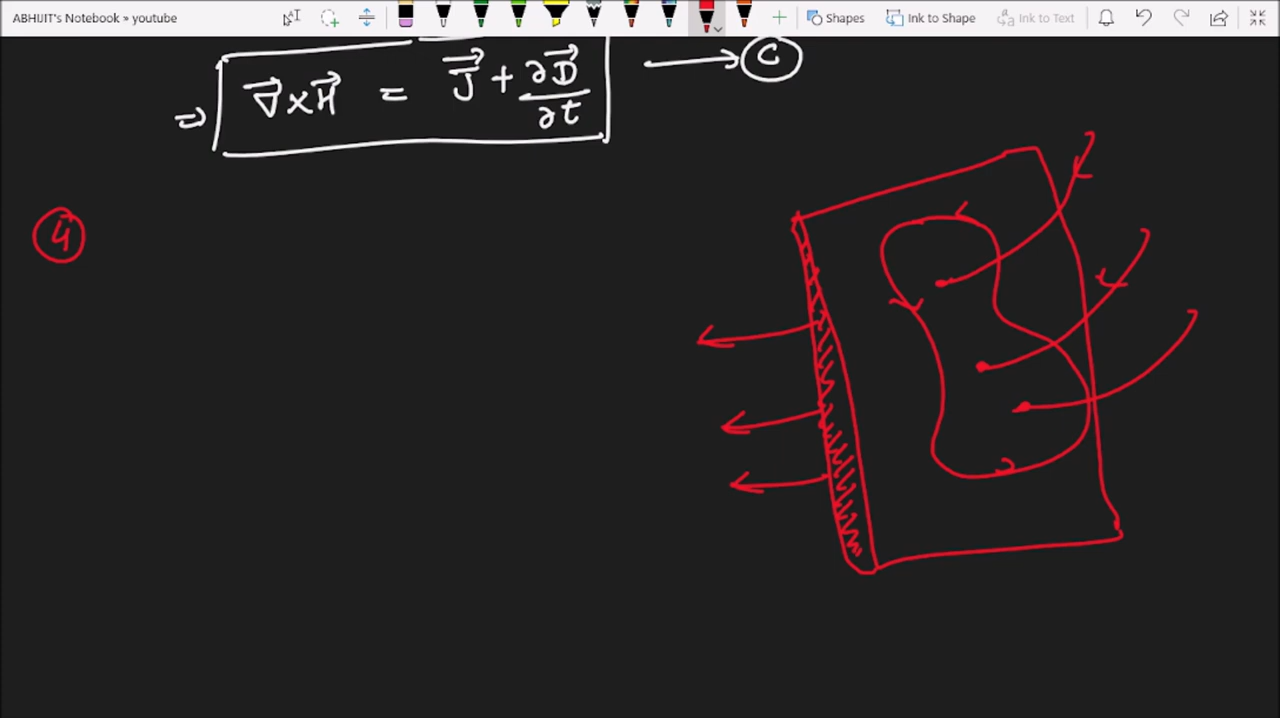 ABHIJIT's Notebook » youtube
Shapes
Ink to Shape
Ink to Text
⇒ ∇⃗×H⃗ = J⃗ + ∂D⃗/∂t → C
4